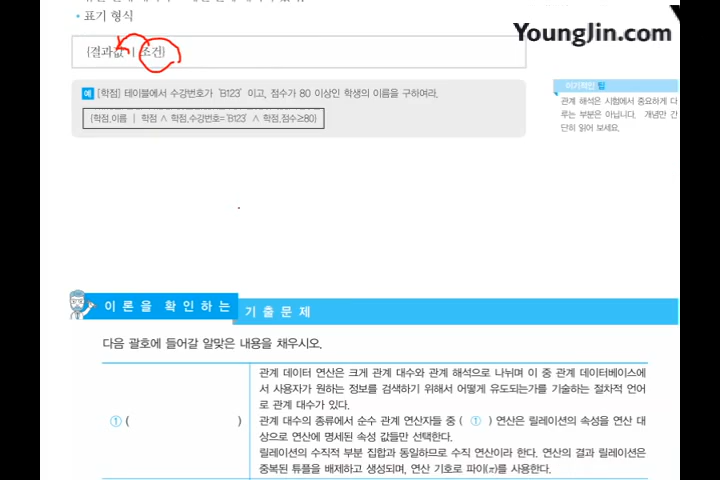 • 표기 형식
YoungJin.com
{결과값 | 조건}
예 [학점] 테이블에서 수강번호가 'B123' 이고, 점수가 80 이상인 학생의 이름을 구하여라.
{학점.이름 | 학점 ∧ 학점.수강번호='B123' ∧ 학점.점수≥80}
이기적인 팁
관계 해석은 시험에서 중요하게 다
루는 부분은 아닙니다. 개념만 간
단히 읽어 보세요.
이론을 확인하는 기출문제
다음 괄호에 들어갈 알맞은 내용을 채우시오.
① ( )
관계 데이터 연산은 크게 관계 대수와 관계 해석으로 나뉘며 이 중 관계 데이터베이스에
서 사용자가 원하는 정보를 검색하기 위해서 어떻게 유도되는가를 기술하는 절차적 언어
로 관계 대수가 있다.
관계 대수의 종류에서 순수 관계 연산자들 중 ( ① ) 연산은 릴레이션의 속성을 연산 대
상으로 연산에 명세된 속성 값들만 선택한다.
릴레이션의 수직적 부분 집합과 동일하므로 수직 연산이라 한다. 연산의 결과 릴레이션은
중복된 튜플을 배제하고 생성되며, 연산 기호로 파이(π)를 사용한다.